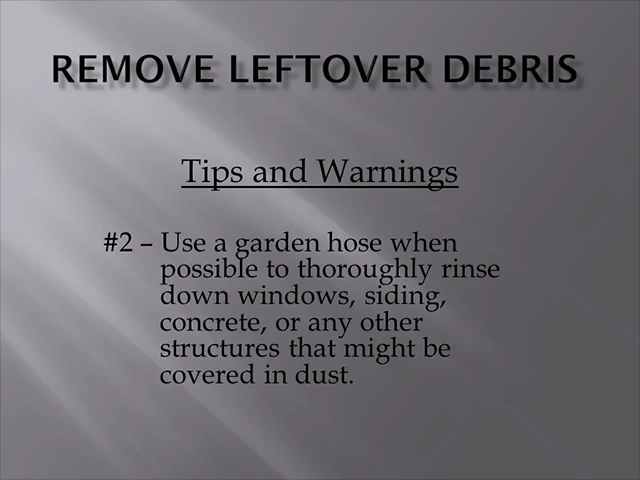 REMOVE LEFTOVER DEBRIS
Tips and Warnings
#2 – Use a garden hose when
possible to thoroughly rinse
down windows, siding,
concrete, or any other
structures that might be
covered in dust.